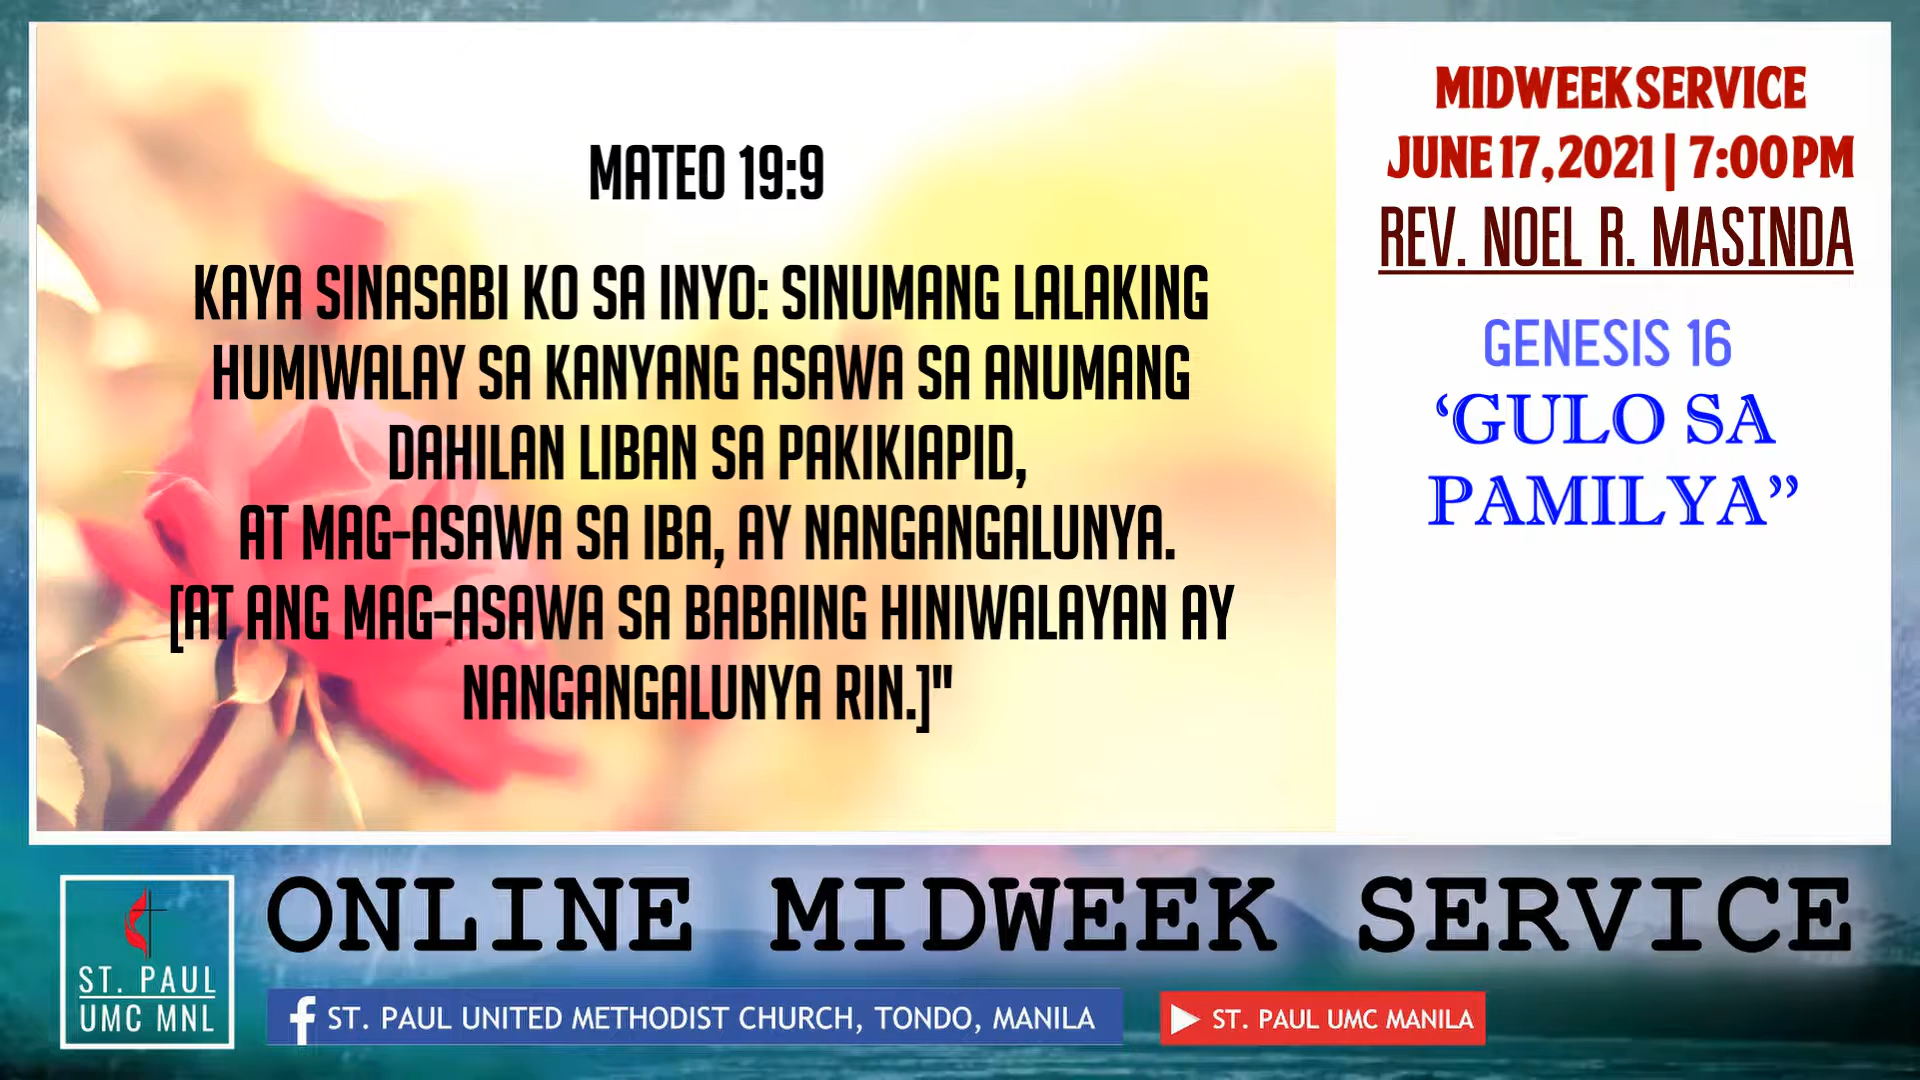 MATEO 19:9
KAYA SINASABI KO SA INYO: SINUMANG LALAKING
HUMIWALAY SA KANYANG ASAWA SA ANUMANG
DAHILAN LIBAN SA PAKIKIAPID,
AT MAG-ASAWA SA IBA, AY NANGANGALUNYA.
[AT ANG MAG-ASAWA SA BABAING HINIWALAYAN AY
NANGANGALUNYA RIN.]"
MIDWEEK SERVICE
JUNE 17, 2021 | 7:00 PM
REV. NOEL R. MASINDA
GENESIS 16
‘GULO SA
PAMILYA”
ONLINE MIDWEEK SERVICE
ST. PAUL
UMC MNL
f ST. PAUL UNITED METHODIST CHURCH, TONDO, MANILA
ST. PAUL UMC MANILA